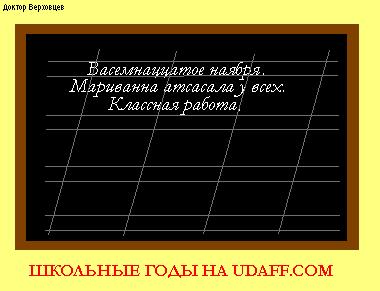 Доктор Верховцев
Васемнаццатое наября.
Мариванна атсасала у всех.
Классная работа.
ШКОЛЬНЫЕ ГОДЫ НА UDAFF.COM